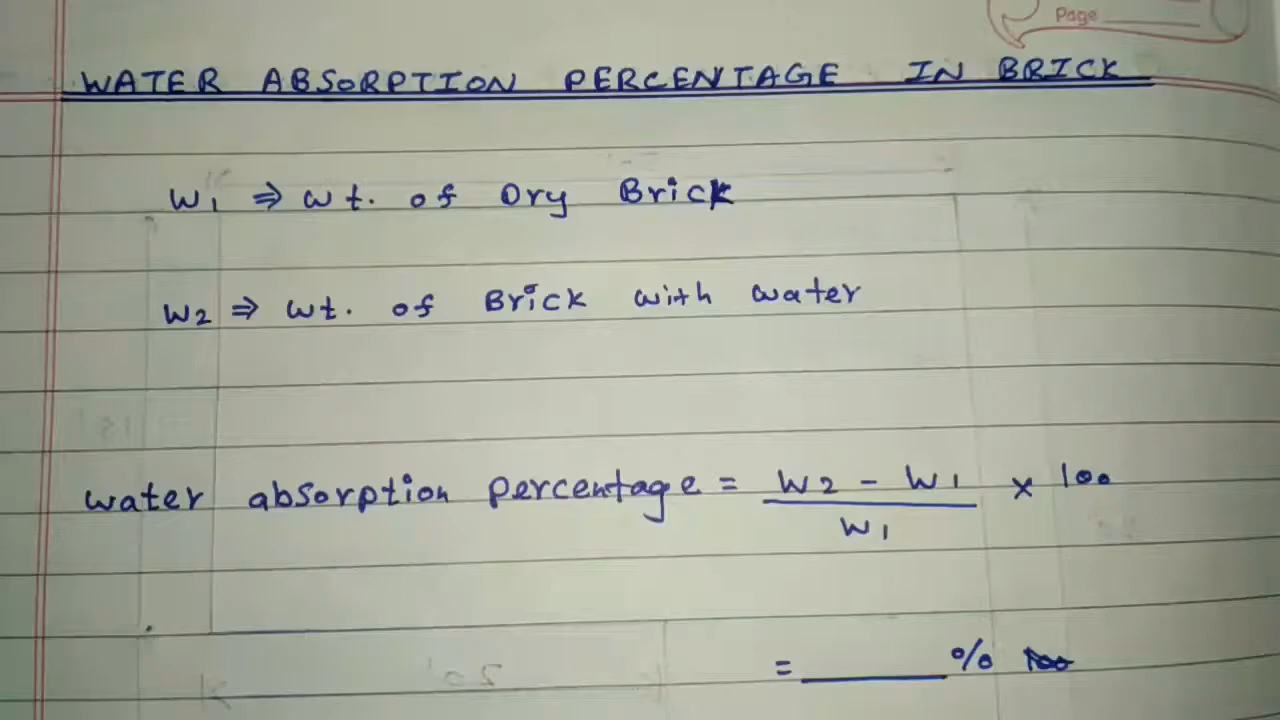 Page
WATER ABSORPTION PERCENTAGE IN BRICK
W1 ⇒ wt. of Dry Brick
W2 ⇒ wt. of Brick with water
water absorption percentage = W2 - W1 / W1 × 100
= ______ %